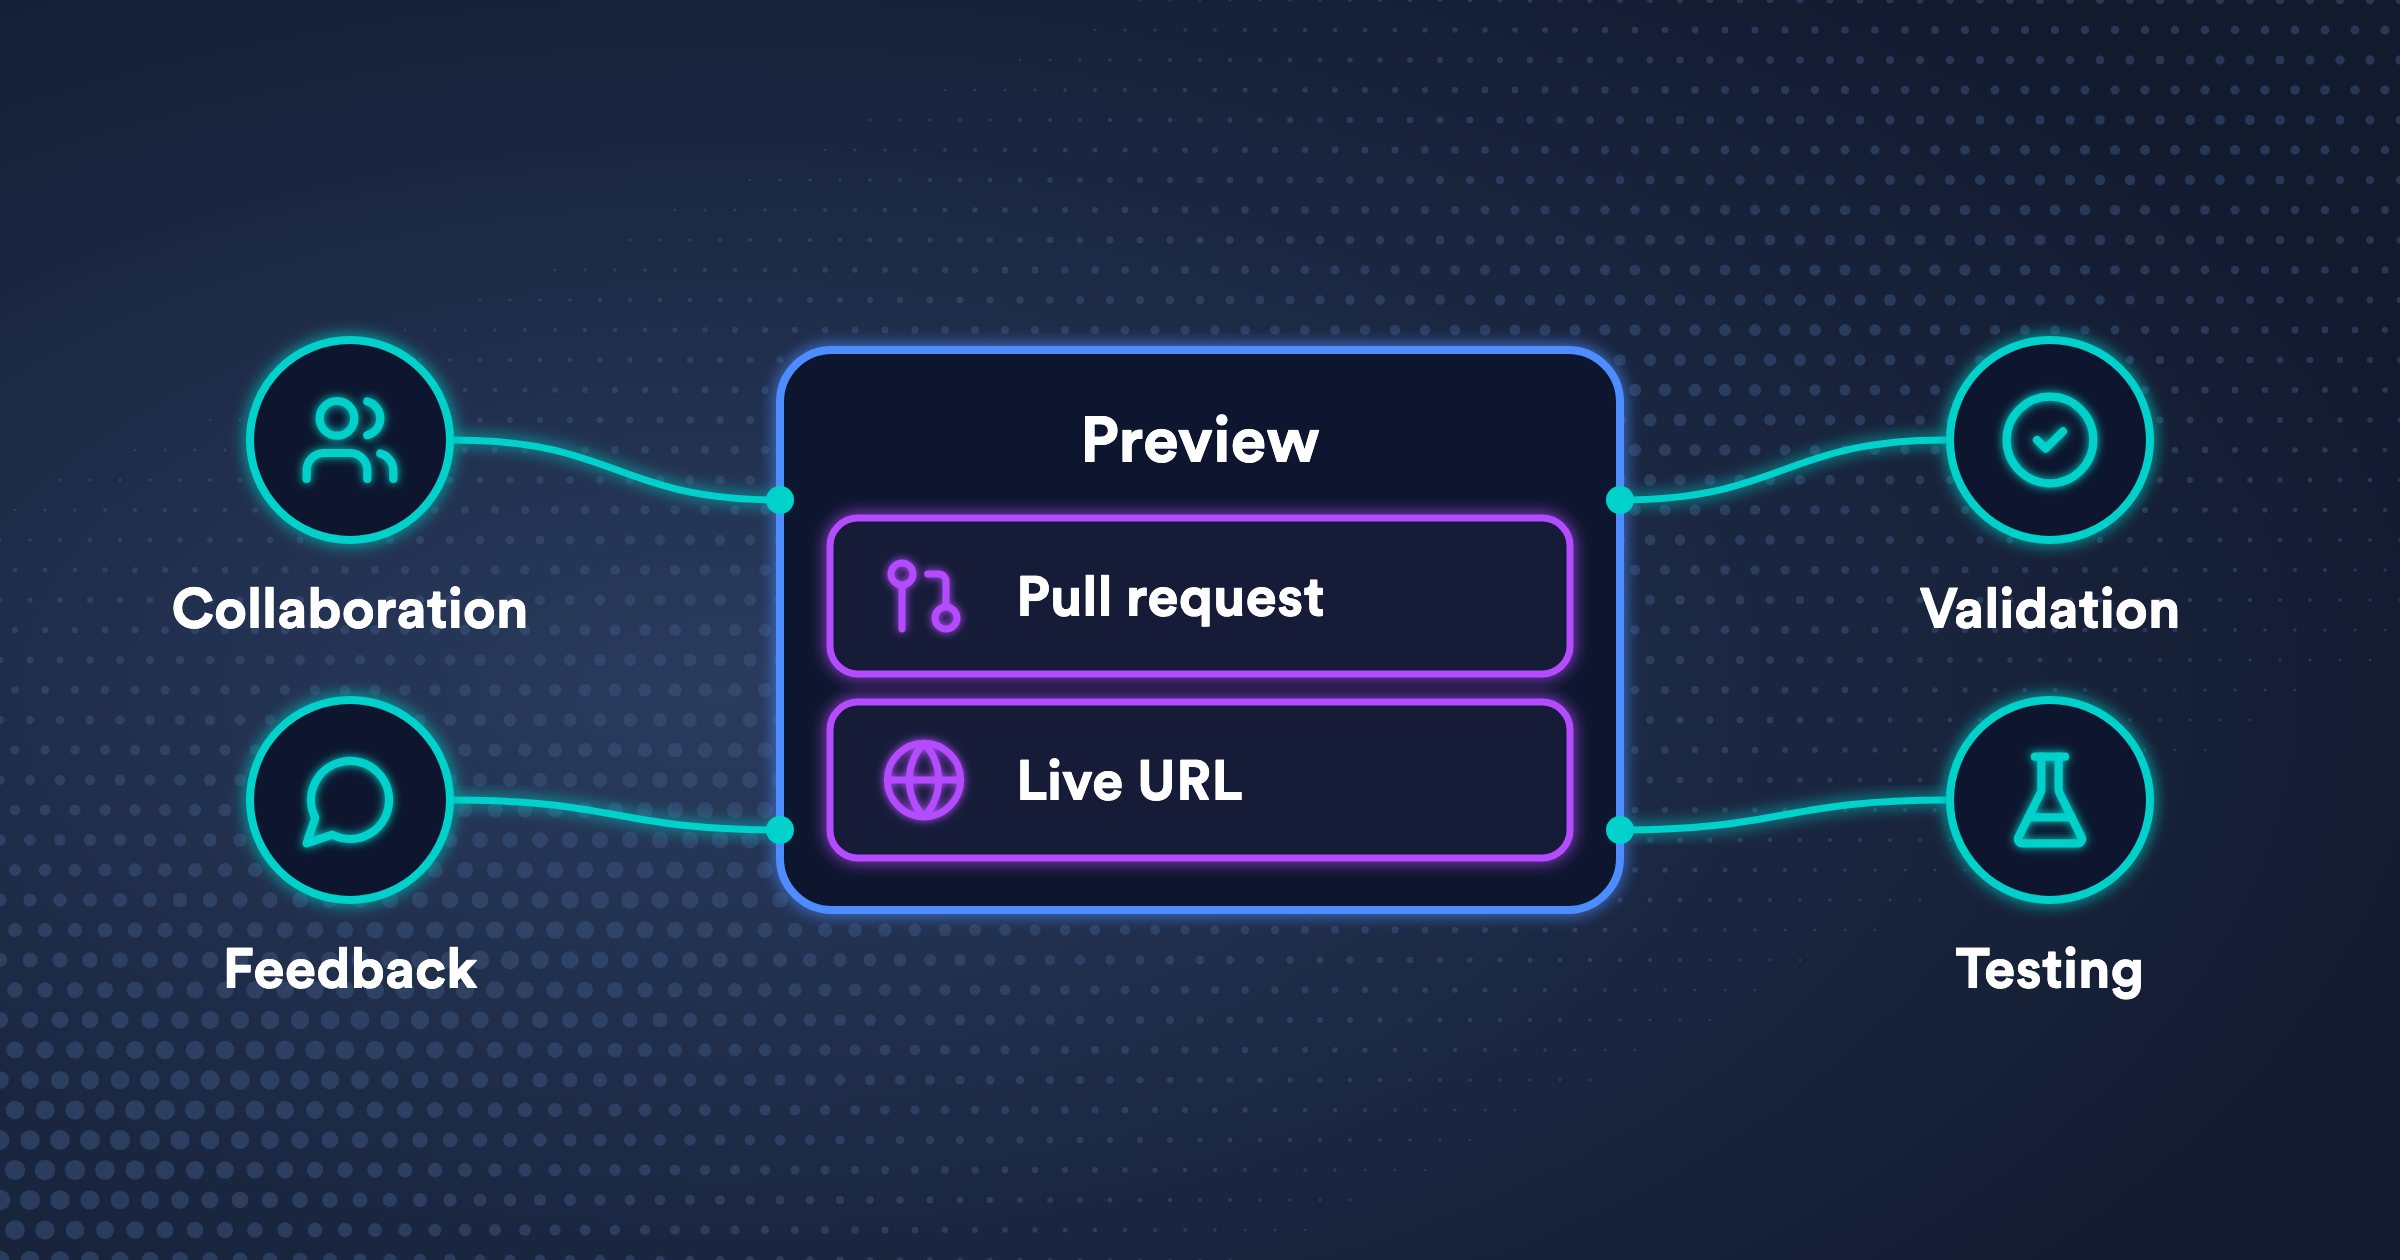 Preview
Pull request
Live URL
Collaboration
Feedback
Validation
Testing